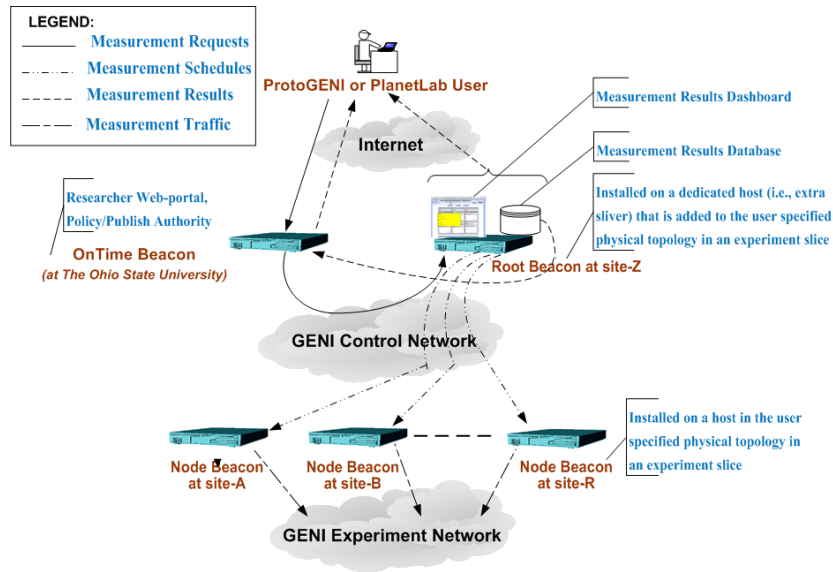 LEGEND:
Measurement Requests
Measurement Schedules
Measurement Results
Measurement Traffic
ProtoGENI or PlanetLab User
Internet
Measurement Results Dashboard
Measurement Results Database
Researcher Web-portal,
Policy/Publish Authority
OnTime Beacon
(at The Ohio State University)
Installed on a dedicated host (i.e., extra
sliver) that is added to the user specified
physical topology in an experiment slice
Root Beacon at site-Z
GENI Control Network
Installed on a host in the user
specified physical topology in
an experiment slice
Node Beacon
at site-A
Node Beacon
at site-B
Node Beacon
at site-R
GENI Experiment Network